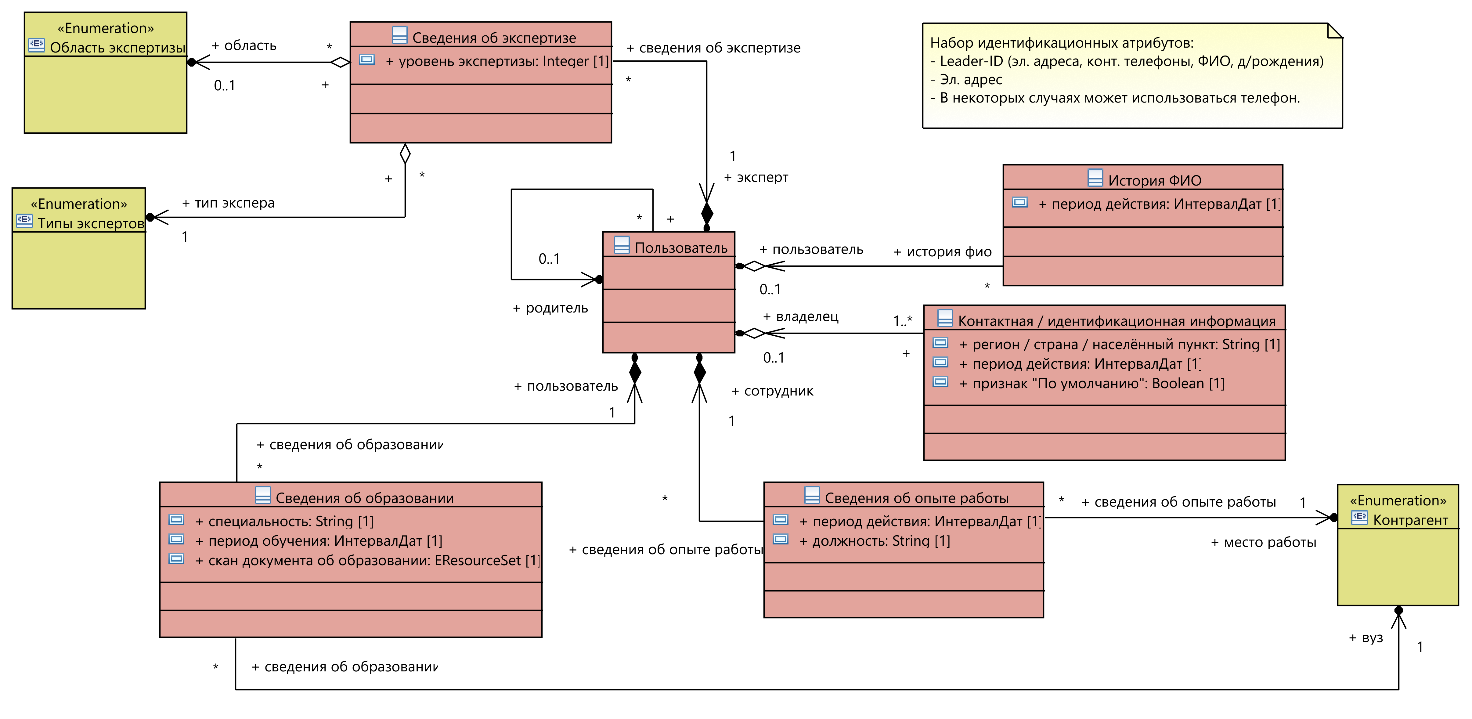 «Enumeration»
Область экспертизы
+ область
*
0..1
+
Сведения об экспертизе
+ уровень экспертизы: Integer [1]
+ сведения об экспертизе
*
1
+ эксперт
Набор идентификационных атрибутов:
- Leader-ID (эл. адреса, конт. телефоны, ФИО, д/рождения)
- Эл. адрес
- В некоторых случаях может использоваться телефон.
+
*
«Enumeration»
Типы экспертов
+ тип экспера
1
*
+
0..1
+ родитель
Пользователь
+ пользователь
0..1
+ история фио
*
История ФИО
+ период действия: ИнтервалДат [1]
+ владелец
0..1
1..*
+
Контактная / идентификационная информация
+ регион / страна / населённый пункт: String [1]
+ период действия: ИнтервалДат [1]
+ признак "По умолчанию": Boolean [1]
+ пользователь
1
+ сотрудник
1
+ сведения об образовании
*
Сведения об образовании
+ специальность: String [1]
+ период обучения: ИнтервалДат [1]
+ скан документа об образовании: EResourceSet [1]
*
+ сведения об опыте работы
Сведения об опыте работы
+ период действия: ИнтервалДат [1]
+ должность: String [1]
*
+ сведения об опыте работы
1
+ место работы
«Enumeration»
Контрагент
*
+ сведения об образовании
+ вуз
1